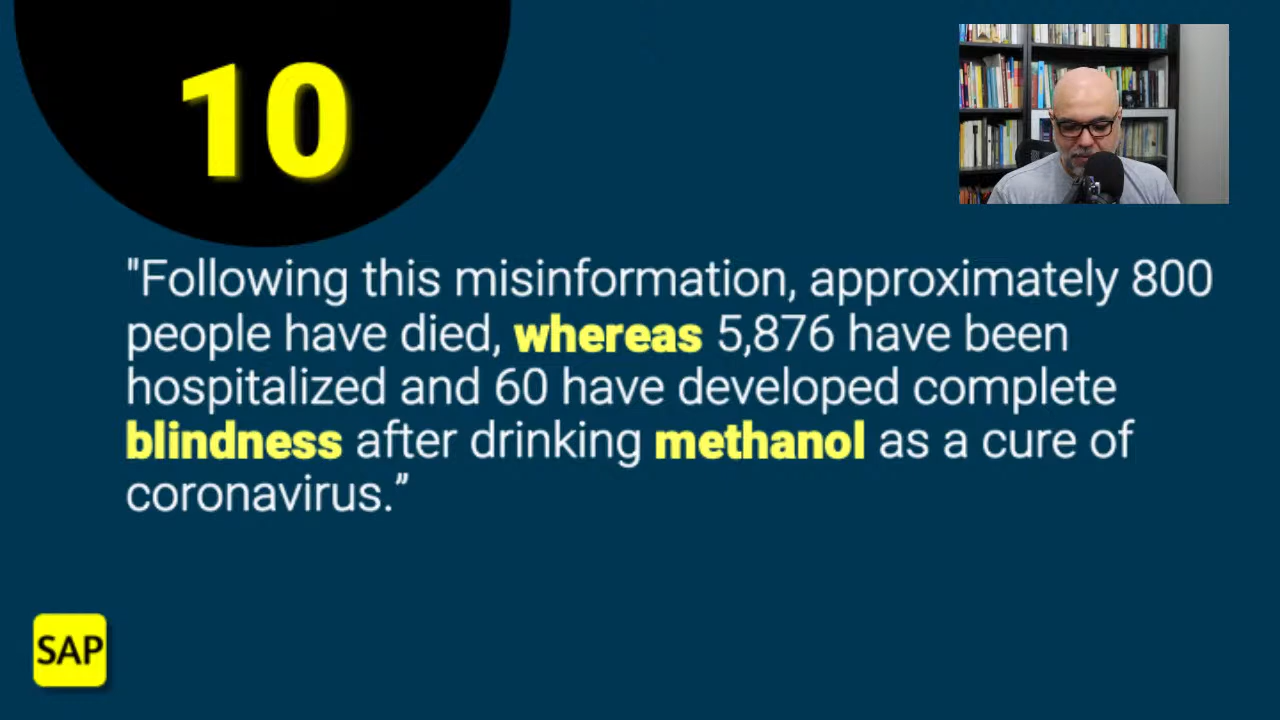 10
"Following this misinformation, approximately 800
people have died, whereas 5,876 have been
hospitalized and 60 have developed complete
blindness after drinking methanol as a cure of
coronavirus.”
SAP